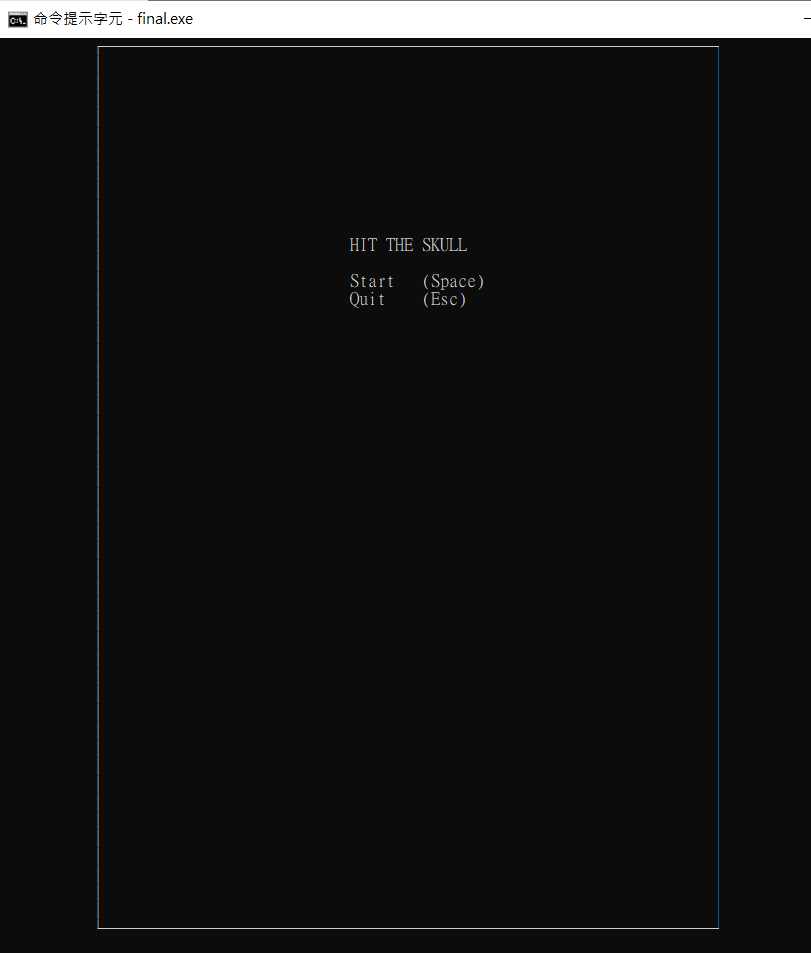 命令提示字元 - final.exe
HIT THE SKULL
Start (Space)
Quit (Esc)